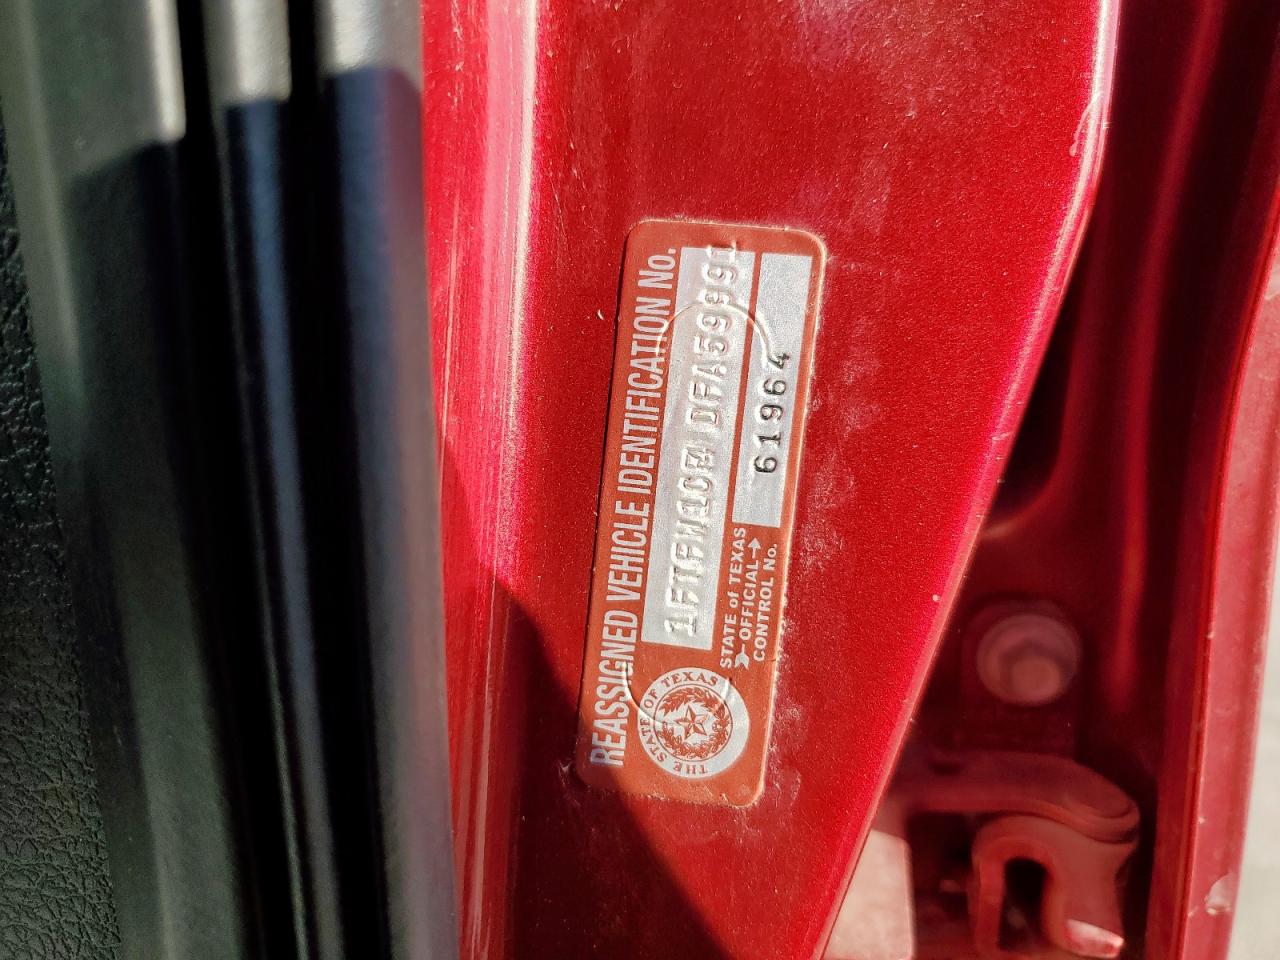 REASSIGNED VEHICLE IDENTIFICATION No.
STATE of TEXAS
OFFICIAL
CONTROL No.
61964
THE STATE OF TEXAS